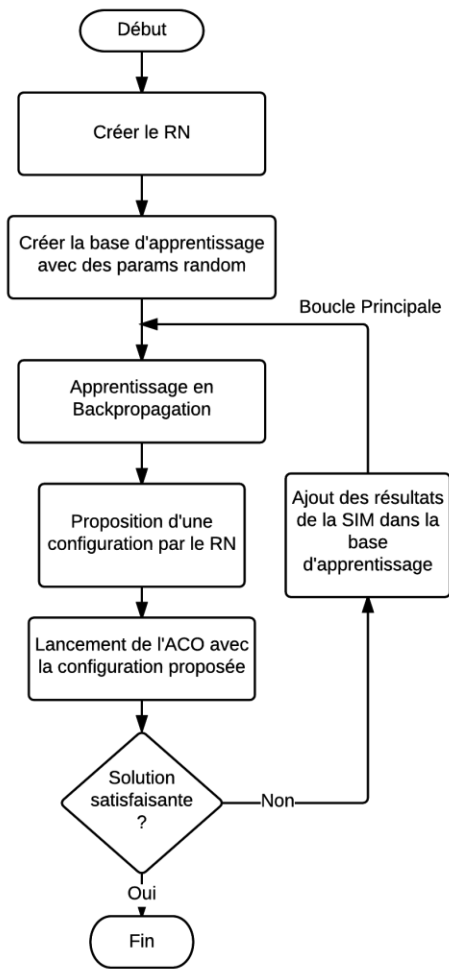 Début
Créer le RN
Créer la base d'apprentissage
avec des params random
Boucle Principale
Apprentissage en
Backpropagation
Ajout des résultats
de la SIM dans la
base
d'apprentissage
Proposition d'une
configuration par le RN
Lancement de l'ACO avec
la configuration proposée
Solution
satisfaisante
?
Non
Oui
Fin